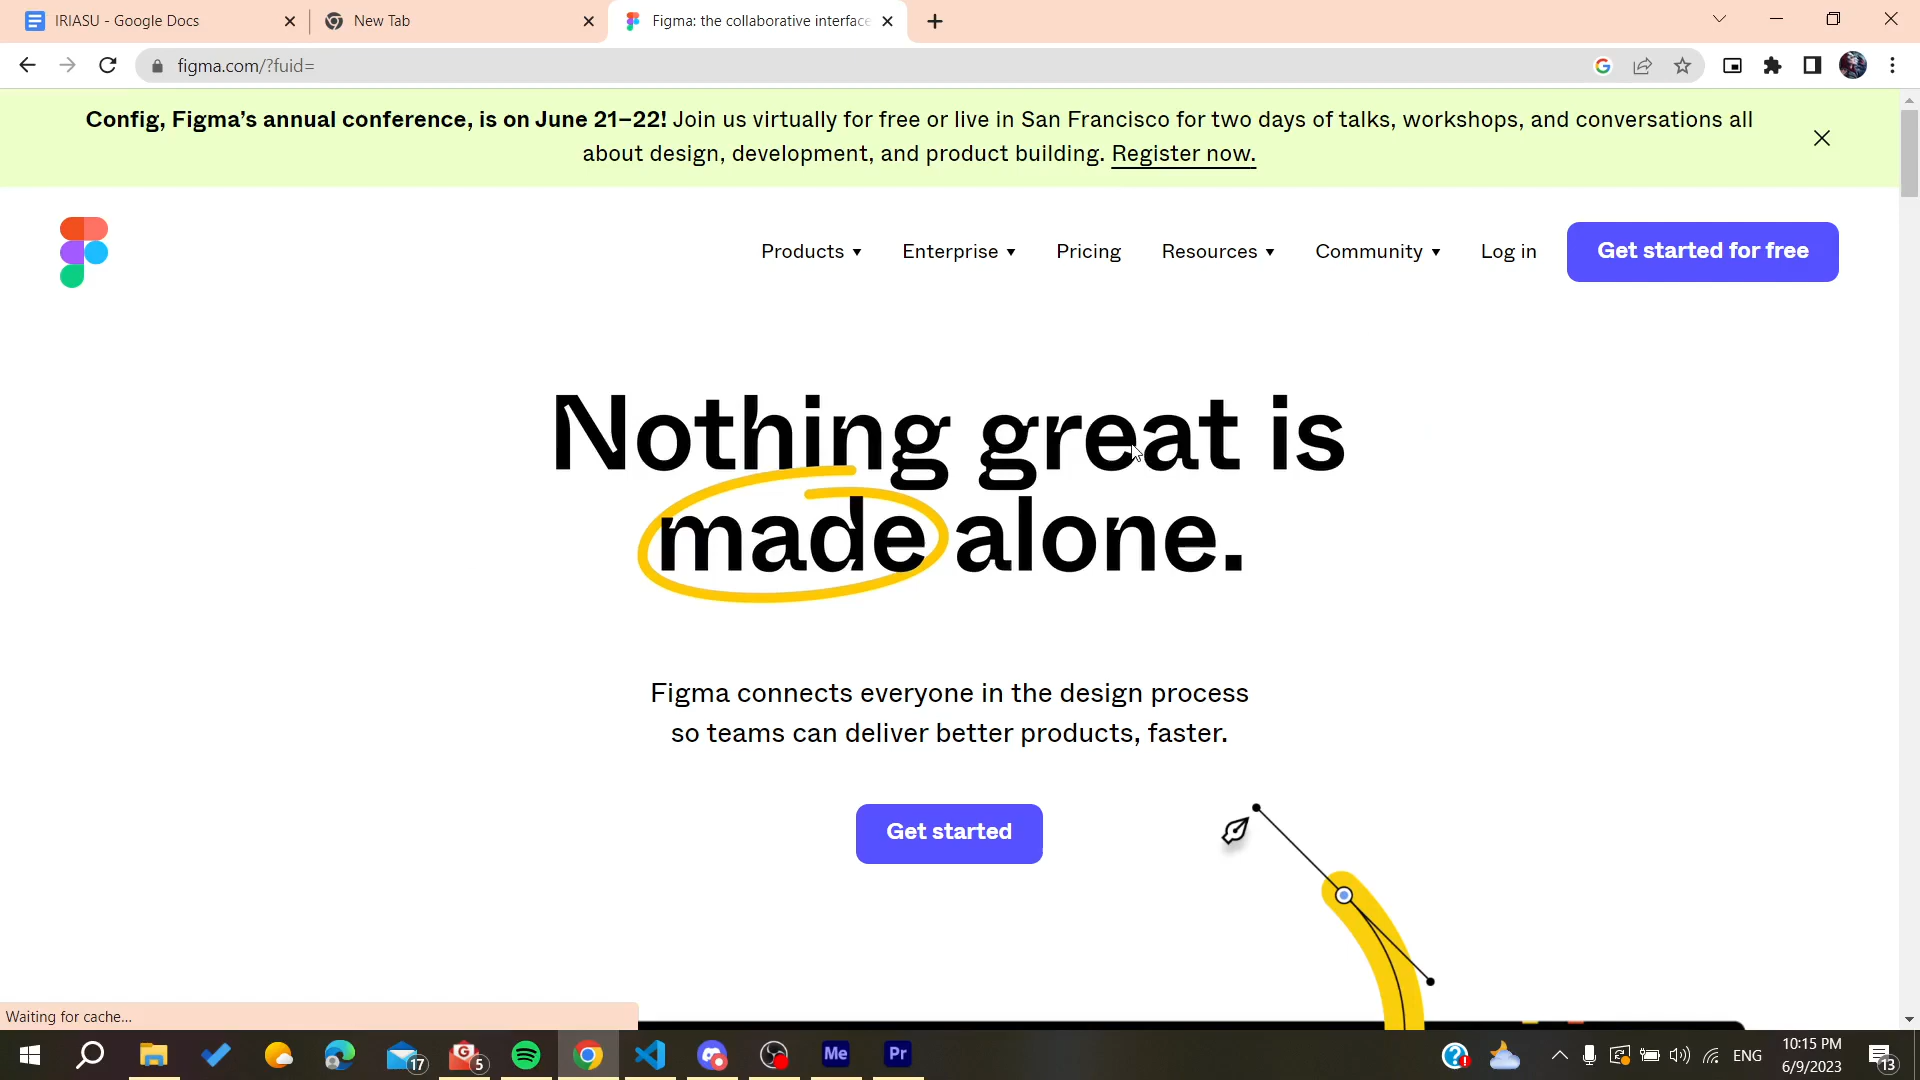 IRIASU - Google Docs
New Tab
Figma: the collaborative interface
figma.com/?fuid=
Config, Figma’s annual conference, is on June 21–22! Join us virtually for free or live in San Francisco for two days of talks, workshops, and conversations all
about design, development, and product building. Register now.
Products
Enterprise
Pricing
Resources
Community
Log in
Get started for free
Nothing great is
made alone.
Figma connects everyone in the design process
so teams can deliver better products, faster.
Get started
Waiting for cache...
17
G
5
Me
Pr
ENG
10:15 PM
6/9/2023
13